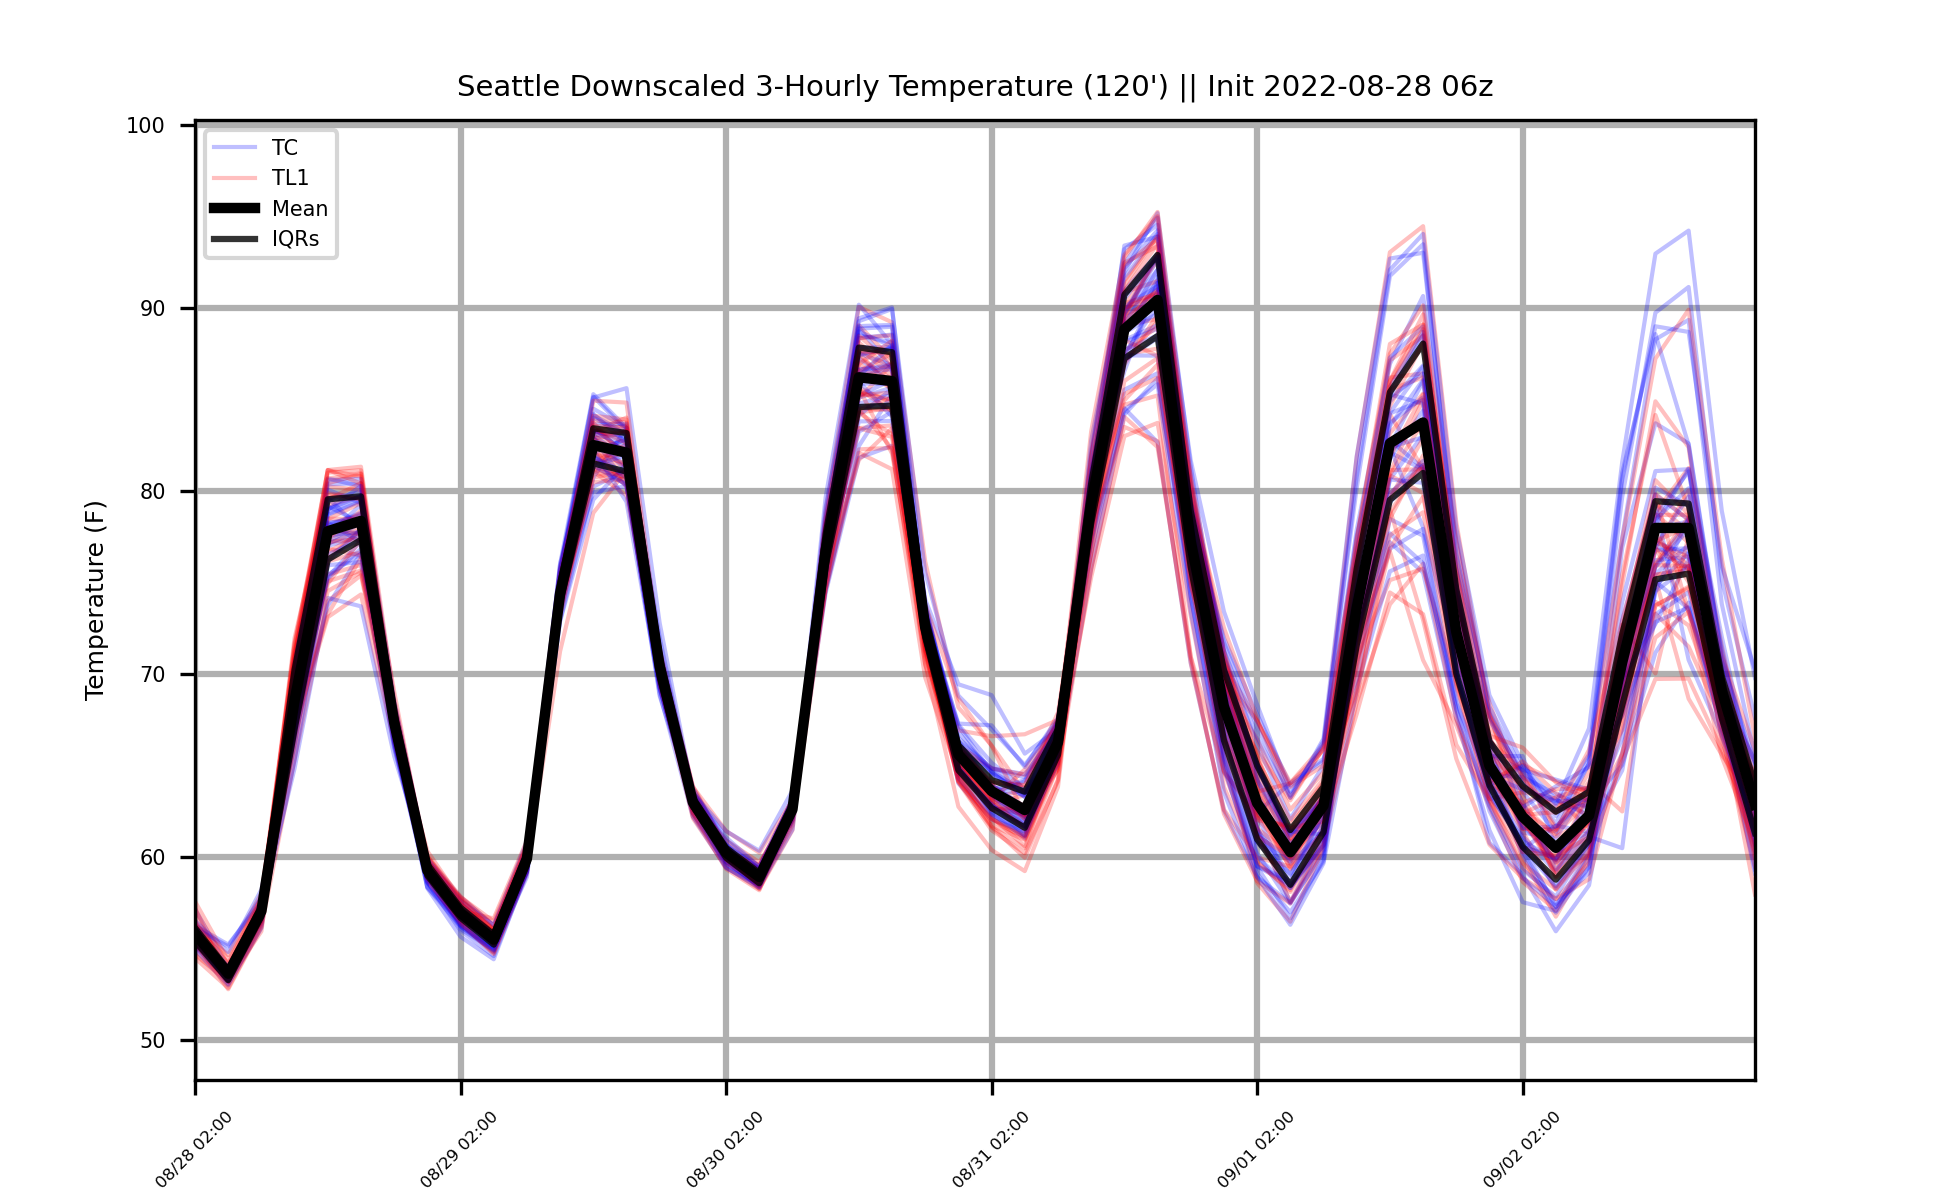 Seattle Downscaled 3-Hourly Temperature (120') || Init 2022-08-28 06z
TC
TL1
Mean
IQRs
Temperature (F)
100
90
80
70
60
50
08/28 02:00
08/29 02:00
08/30 02:00
08/31 02:00
09/01 02:00
09/02 02:00